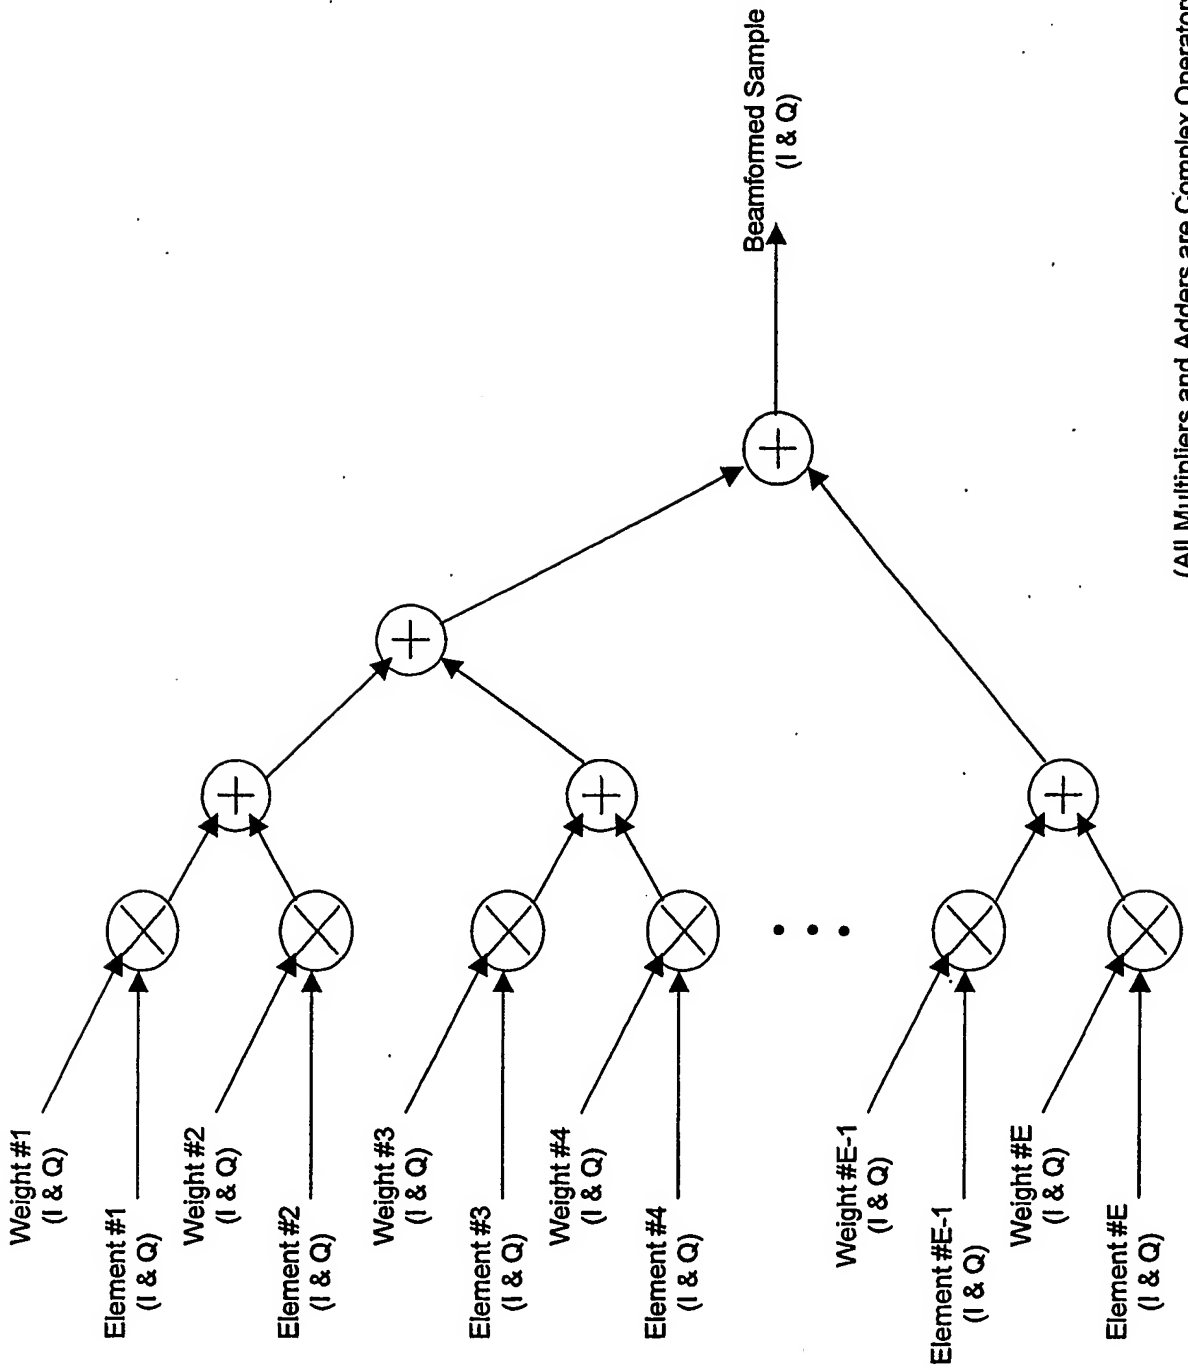 Weight #1
(I & Q)
Element #1
(I & Q)
Weight #2
(I & Q)
Element #2
(I & Q)
Weight #3
(I & Q)
Element #3
(I & Q)
Weight #4
(I & Q)
Element #4
(I & Q)
Weight #E-1
(I & Q)
Element #E-1
(I & Q)
Weight #E
(I & Q)
Element #E
(I & Q)
Beamformed Sample
(I & Q)
(All Multipliers and Adders are Complex